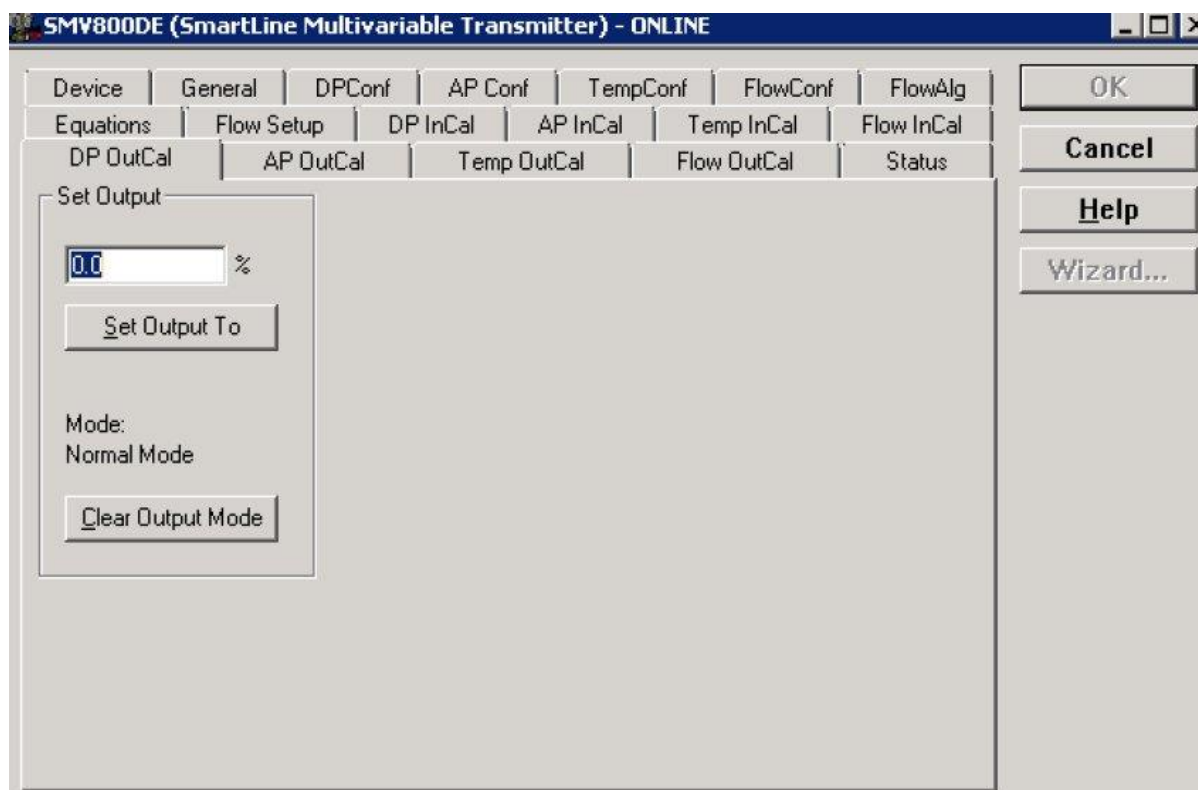 SMV800DE (SmartLine Multivariable Transmitter) - ONLINE
Device General DPConf AP Conf TempConf FlowConf FlowAlg
Equations Flow Setup DP InCal AP InCal Temp InCal Flow InCal
DP OutCal AP OutCal Temp OutCal Flow OutCal Status
OK
Cancel
Help
Wizard...
Set Output
0.0 %
Set Output To
Mode:
Normal Mode
Clear Output Mode